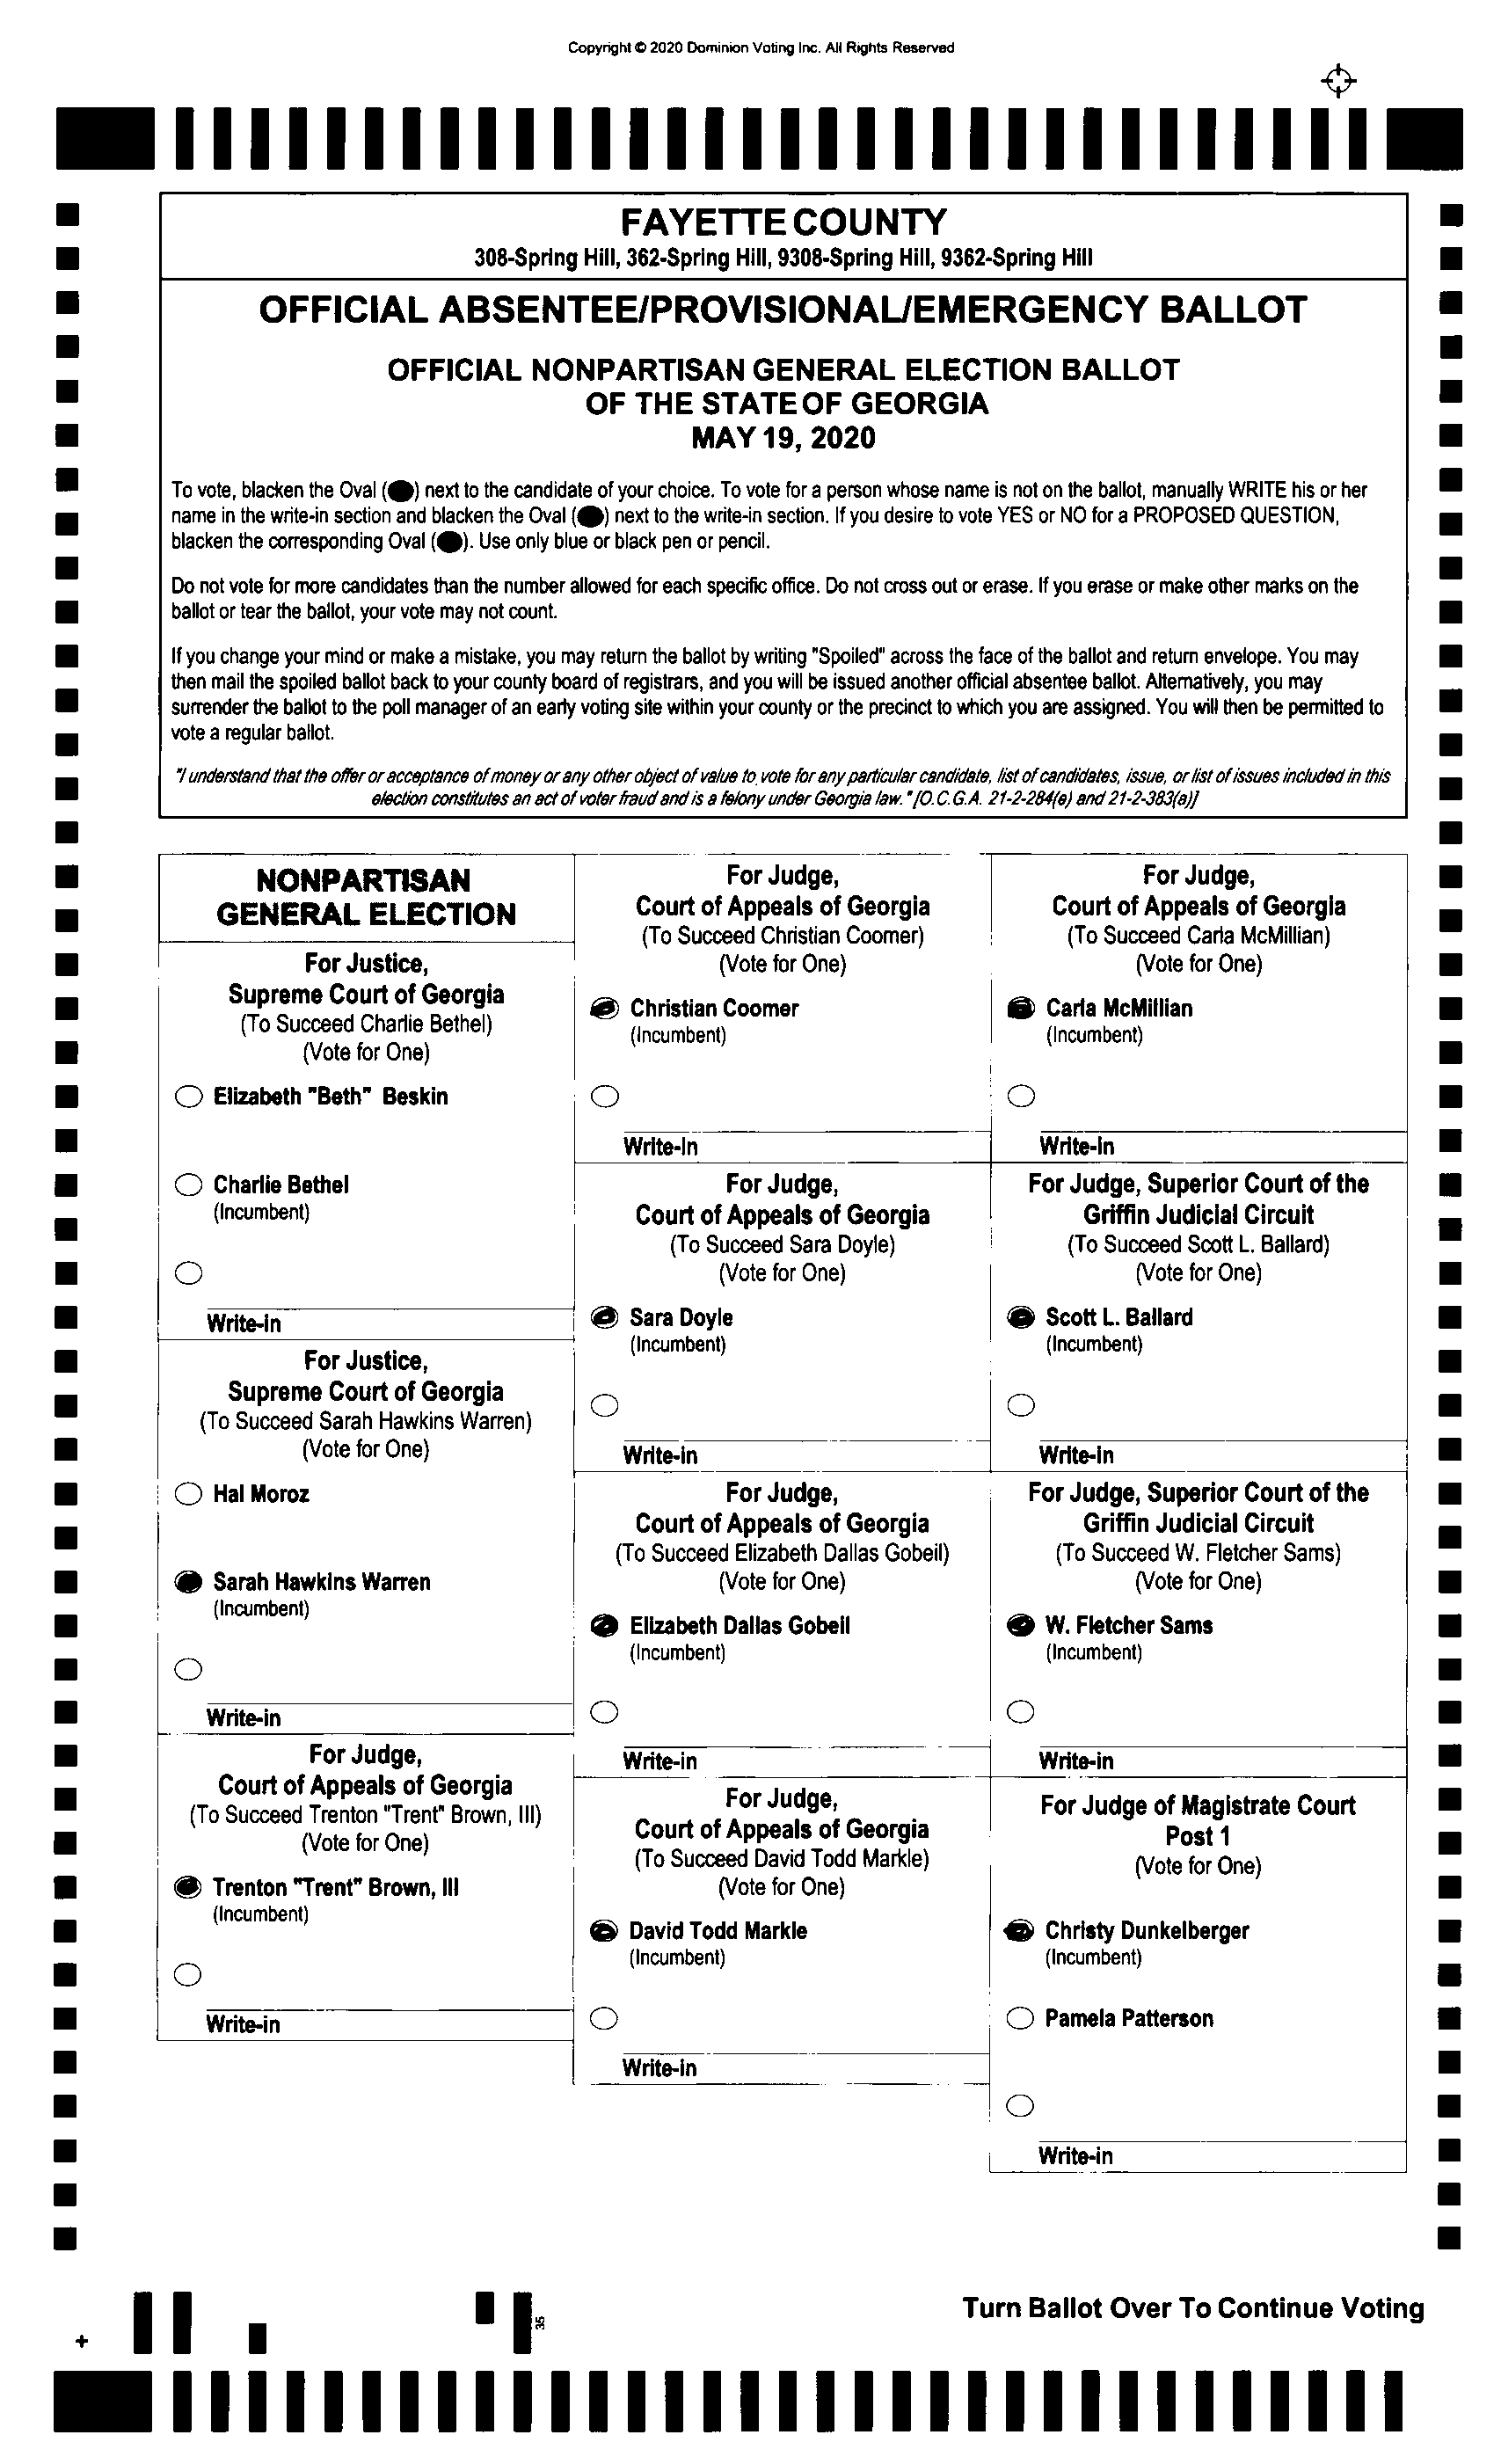 Copyright © 2020 Dominion Voting Inc. All Rights Reserved
FAYETTE COUNTY
308-Spring Hill, 362-Spring Hill, 9308-Spring Hill, 9362-Spring Hill
OFFICIAL ABSENTEE/PROVISIONAL/EMERGENCY BALLOT
OFFICIAL NONPARTISAN GENERAL ELECTION BALLOT
OF THE STATE OF GEORGIA
MAY 19, 2020
To vote, blacken the Oval ( ) next to the candidate of your choice. To vote for a person whose name is not on the ballot, manually WRITE his or her
name in the write-in section and blacken the Oval ( ) next to the write-in section. If you desire to vote YES or NO for a PROPOSED QUESTION,
blacken the corresponding Oval ( ). Use only blue or black pen or pencil.
Do not vote for more candidates than the number allowed for each specific office. Do not cross out or erase. If you erase or make other marks on the
ballot or tear the ballot, your vote may not count.
If you change your mind or make a mistake, you may return the ballot by writing "Spoiled" across the face of the ballot and return envelope. You may
then mail the spoiled ballot back to your county board of registrars, and you will be issued another official absentee ballot. Alternatively, you may
surrender the ballot to the poll manager of an early voting site within your county or the precinct to which you are assigned. You will then be permitted to
vote a regular ballot.
"I understand that the offer or acceptance of money or any other object of value to vote for any particular candidate, list of candidates, issue, or list of issues included in this
election constitutes an act of voter fraud and is a felony under Georgia law." [O.C.G.A. 21-2-284(e) and 21-2-383(a)]
NONPARTISAN
GENERAL ELECTION
For Justice,
Supreme Court of Georgia
(To Succeed Charlie Bethel)
(Vote for One)
Elizabeth "Beth" Beskin
Charlie Bethel
(Incumbent)
Write-in
For Justice,
Supreme Court of Georgia
(To Succeed Sarah Hawkins Warren)
(Vote for One)
Hal Moroz
Sarah Hawkins Warren
(Incumbent)
Write-in
For Judge,
Court of Appeals of Georgia
(To Succeed Trenton "Trent" Brown, III)
(Vote for One)
Trenton "Trent" Brown, III
(Incumbent)
Write-in
For Judge,
Court of Appeals of Georgia
(To Succeed Christian Coomer)
(Vote for One)
Christian Coomer
(Incumbent)
Write-in
For Judge,
Court of Appeals of Georgia
(To Succeed Sara Doyle)
(Vote for One)
Sara Doyle
(Incumbent)
Write-in
For Judge,
Court of Appeals of Georgia
(To Succeed Elizabeth Dallas Gobeil)
(Vote for One)
Elizabeth Dallas Gobeil
(Incumbent)
Write-in
For Judge,
Court of Appeals of Georgia
(To Succeed David Todd Markle)
(Vote for One)
David Todd Markle
(Incumbent)
Write-in
For Judge,
Court of Appeals of Georgia
(To Succeed Carla McMillian)
(Vote for One)
Carla McMillian
(Incumbent)
Write-in
For Judge, Superior Court of the
Griffin Judicial Circuit
(To Succeed Scott L. Ballard)
(Vote for One)
Scott L. Ballard
(Incumbent)
Write-in
For Judge, Superior Court of the
Griffin Judicial Circuit
(To Succeed W. Fletcher Sams)
(Vote for One)
W. Fletcher Sams
(Incumbent)
Write-in
For Judge of Magistrate Court
Post 1
(Vote for One)
Christy Dunkelberger
(Incumbent)
Pamela Patterson
Write-in
Turn Ballot Over To Continue Voting
35